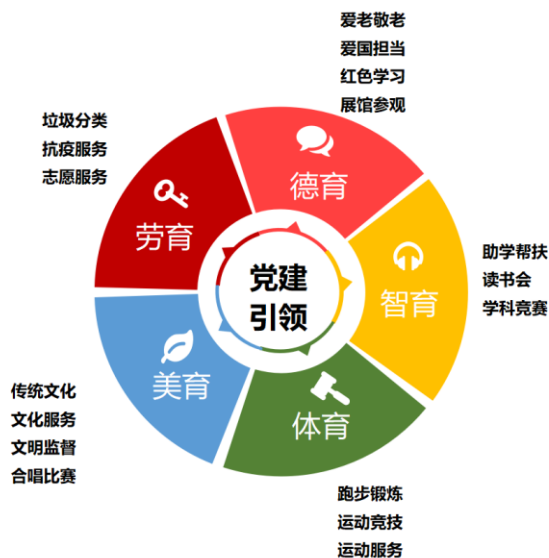 爱老敬老
爱国担当
红色学习
展馆参观
垃圾分类
抗疫服务
志愿服务
德育
劳育
助学帮扶
读书会
学科竞赛
智育
党建
引领
美育
体育
传统文化
文化服务
文明监督
合唱比赛
跑步锻炼
运动竞技
运动服务